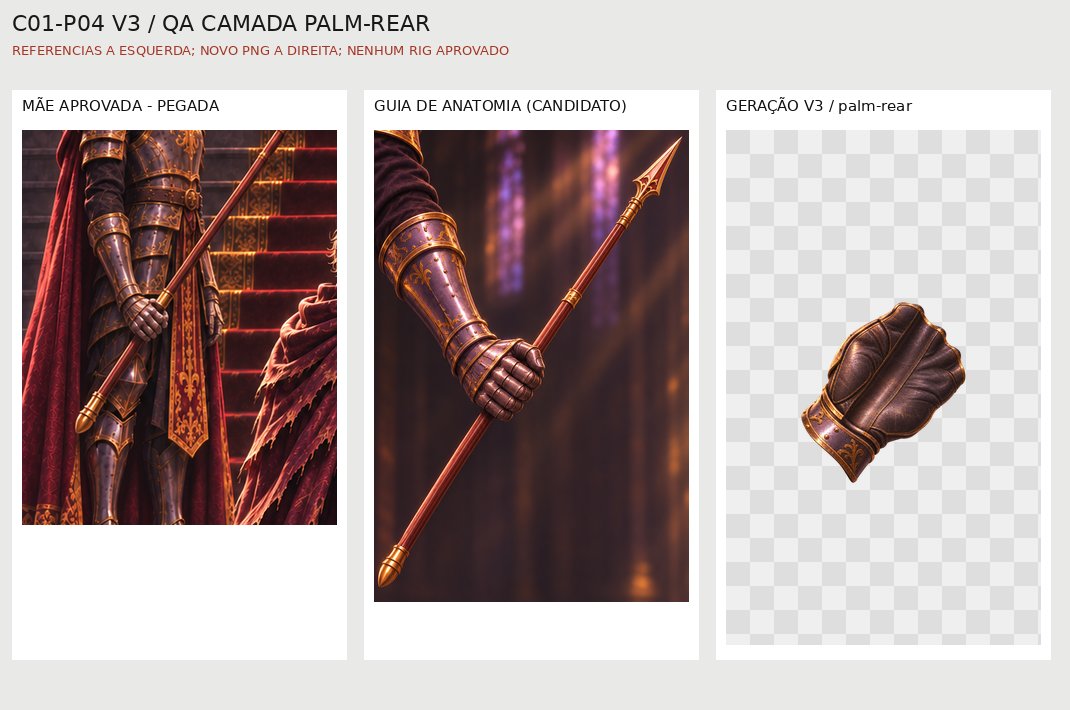 C01-P04 V3 / QA CAMADA PALM-REAR
REFERENCIAS A ESQUERDA; NOVO PNG A DIREITA; NENHUM RIG APROVADO
MÃE APROVADA - PEGADA
GUIA DE ANATOMIA (CANDIDATO)
GERAÇÃO V3 / palm-rear